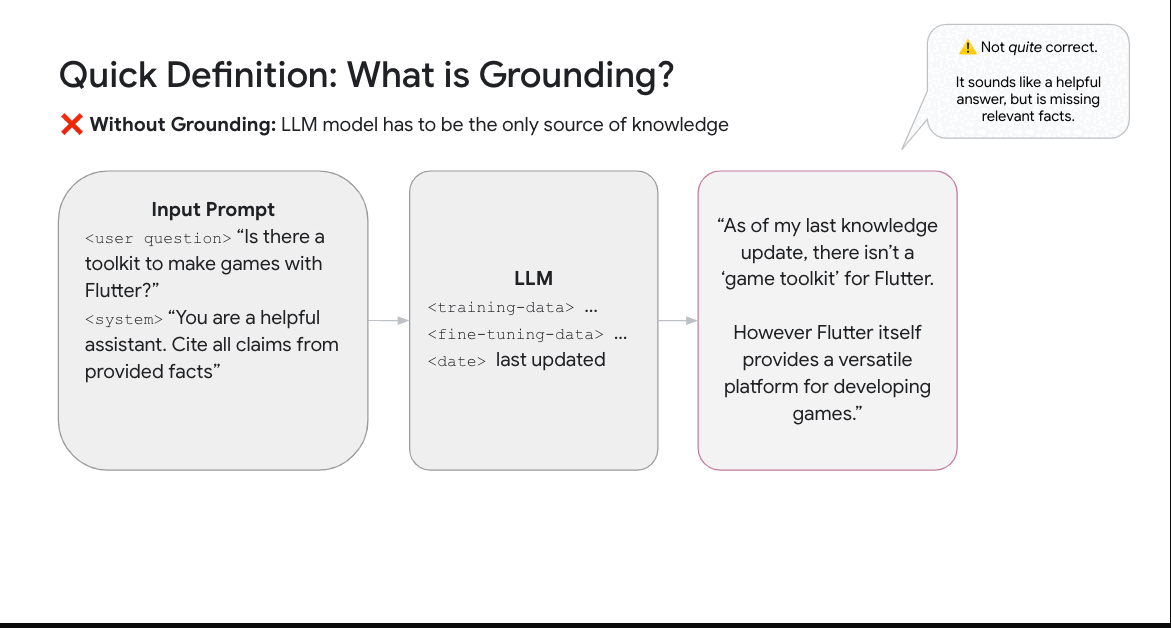 Quick Definition: What is Grounding?
❌ Without Grounding: LLM model has to be the only source of knowledge
⚠️ Not quite correct.
It sounds like a helpful
answer, but is missing
relevant facts.
Input Prompt
<user question> “Is there a
toolkit to make games with
Flutter?”
<system> “You are a helpful
assistant. Cite all claims from
provided facts”
LLM
<training-data> ...
<fine-tuning-data> ...
<date> last updated
“As of my last knowledge
update, there isn’t a
‘game toolkit’ for Flutter.
However Flutter itself
provides a versatile
platform for developing
games.”